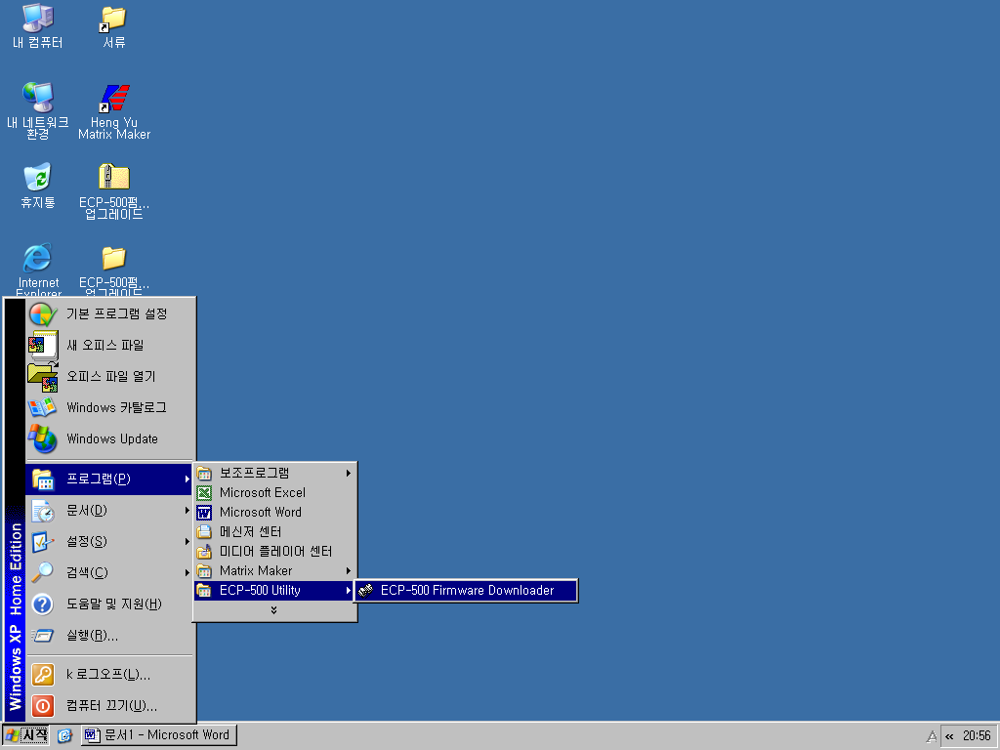 내 컴퓨터
서류
내 네트워크
환경
Heng Yu
Matrix Maker
휴지통
ECP-500펌...
업그레이드
Internet
Explorer
ECP-500펌...
업그레이드
기본 프로그램 설정
새 오피스 파일
오피스 파일 열기
Windows 카탈로그
Windows Update
프로그램(P)
문서(D)
설정(S)
검색(C)
도움말 및 지원(H)
실행(R)...
k 로그오프(L)...
컴퓨터 끄기(U)...
Windows XP Home Edition
보조프로그램
Microsoft Excel
Microsoft Word
메신저 센터
미디어 플레이어 센터
Matrix Maker
ECP-500 Utility
ECP-500 Firmware Downloader
시작
문서1 - Microsoft Word
A
20:56